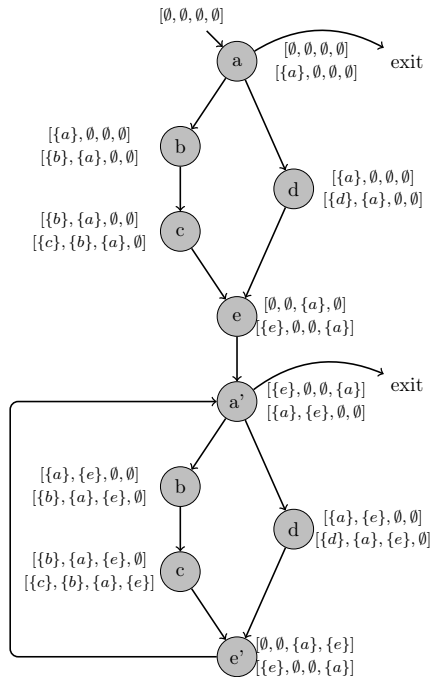 [∅, ∅, ∅, ∅]
a
[∅, ∅, ∅, ∅]
[{a}, ∅, ∅, ∅]
exit
[{a}, ∅, ∅, ∅]
[{b}, {a}, ∅, ∅]
b
d
[{a}, ∅, ∅, ∅]
[{d}, {a}, ∅, ∅]
[{b}, {a}, ∅, ∅]
[{c}, {b}, {a}, ∅]
c
e
[∅, ∅, {a}, ∅]
[{e}, ∅, ∅, {a}]
a'
[{e}, ∅, ∅, {a}]
[{a}, {e}, ∅, ∅]
exit
[{a}, {e}, ∅, ∅]
[{b}, {a}, {e}, ∅]
b
d
[{a}, {e}, ∅, ∅]
[{d}, {a}, {e}, ∅]
[{b}, {a}, {e}, ∅]
[{c}, {b}, {a}, {e}]
c
e'
[∅, ∅, {a}, {e}]
[{e}, ∅, ∅, {a}]